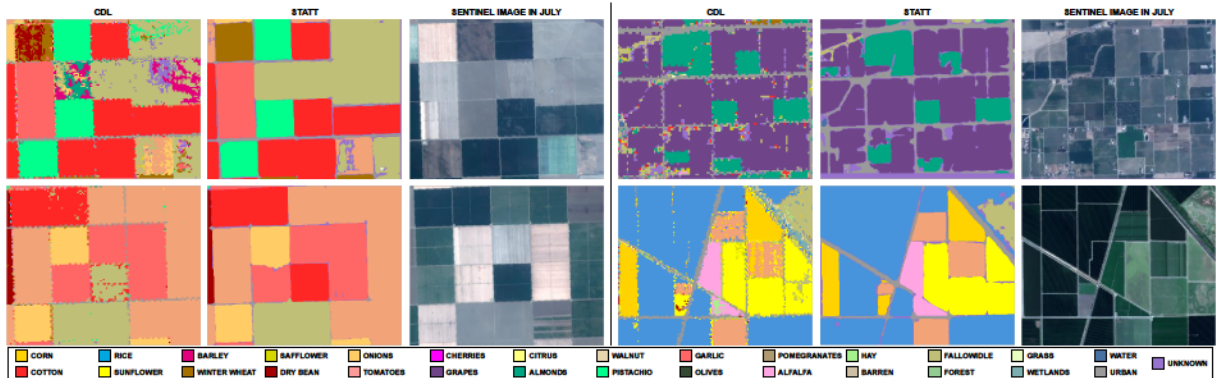 CDL STATT SENTINEL IMAGE IN JULY CDL STATT SENTINEL IMAGE IN JULY
CORN RICE BARLEY SAFFLOWER ONIONS CHERRIES CITRUS WALNUT GARLIC POMEGRANATES HAY FALLOWIDLE GRASS WATER UNKNOWN
COTTON SUNFLOWER WINTER WHEAT DRY BEAN TOMATOES GRAPES ALMONDS PISTACHIO OLIVES ALFALFA BARREN FOREST WETLANDS URBAN